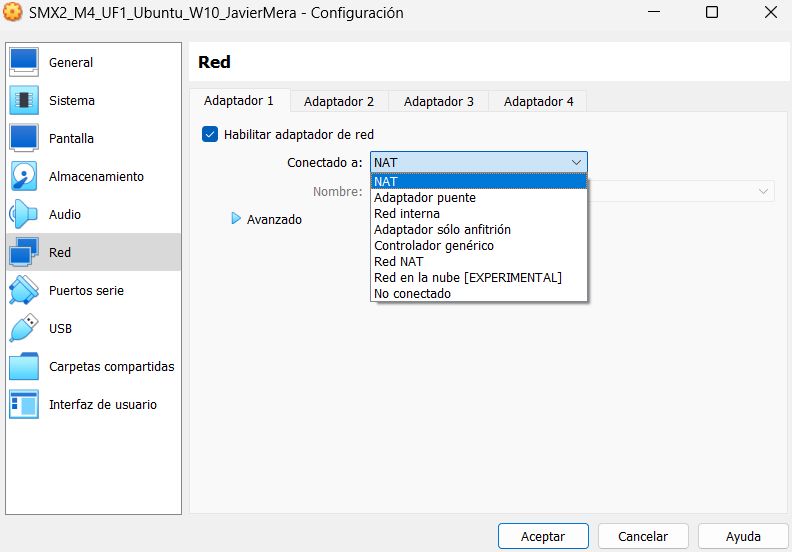 SMX2_M4_UF1_Ubuntu_W10_JavierMera - Configuración
General
Sistema
Pantalla
Almacenamiento
Audio
Red
Puertos serie
USB
Carpetas compartidas
Interfaz de usuario
Red
Adaptador 1 Adaptador 2 Adaptador 3 Adaptador 4
Habilitar adaptador de red
Conectado a: NAT
Nombre:
Avanzado
NAT
Adaptador puente
Red interna
Adaptador sólo anfitrión
Controlador genérico
Red NAT
Red en la nube [EXPERIMENTAL]
No conectado
Aceptar Cancelar Ayuda